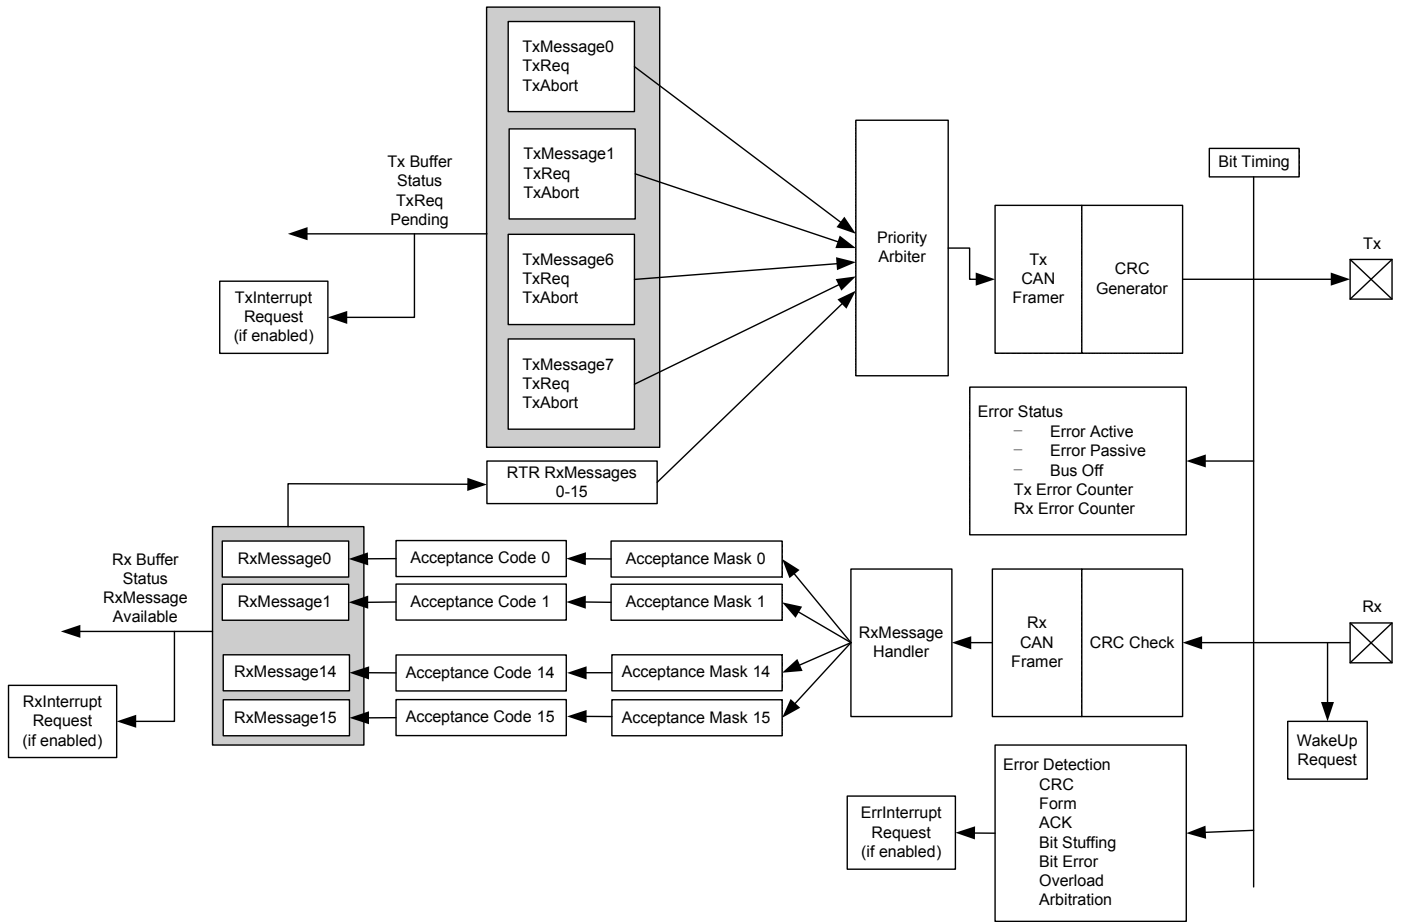 TxMessage0
TxReq
TxAbort
TxMessage1
TxReq
TxAbort
TxMessage6
TxReq
TxAbort
TxMessage7
TxReq
TxAbort
Tx Buffer
Status
TxReq
Pending
TxInterrupt
Request
(if enabled)
Priority
Arbiter
Tx
CAN
Framer
CRC
Generator
Bit Timing
Tx
Error Status
– Error Active
– Error Passive
– Bus Off
Tx Error Counter
Rx Error Counter
RTR RxMessages
0-15
Rx Buffer
Status
RxMessage
Available
RxInterrupt
Request
(if enabled)
RxMessage0
Acceptance Code 0
Acceptance Mask 0
RxMessage1
Acceptance Code 1
Acceptance Mask 1
RxMessage14
Acceptance Code 14
Acceptance Mask 14
RxMessage15
Acceptance Code 15
Acceptance Mask 15
RxMessage
Handler
Rx
CAN
Framer
CRC Check
Rx
WakeUp
Request
Error Detection
CRC
Form
ACK
Bit Stuffing
Bit Error
Overload
Arbitration
ErrInterrupt
Request
(if enabled)